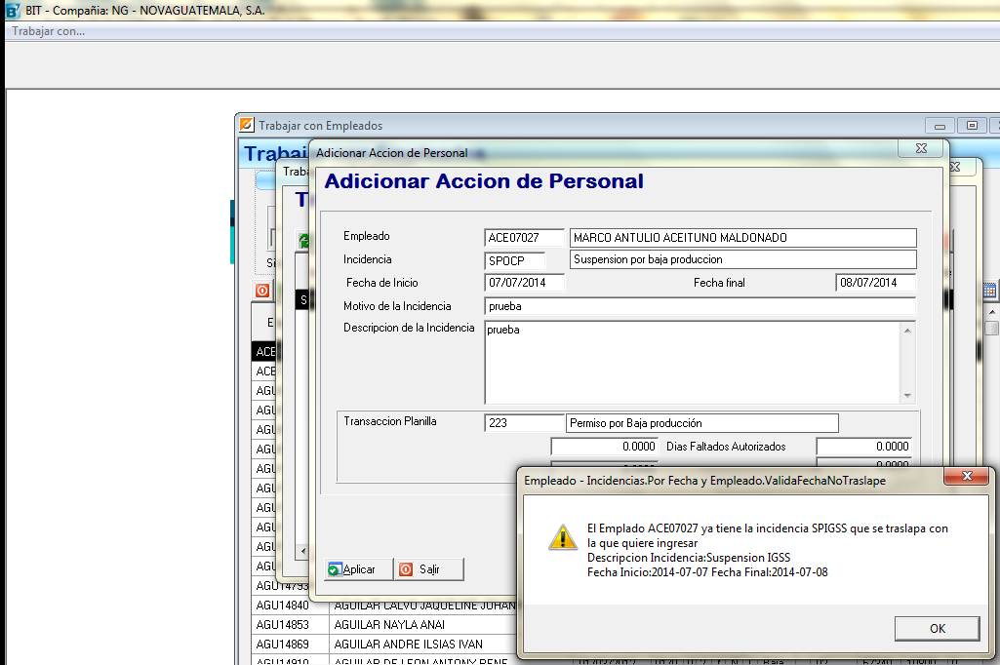 BIT - Compañia: NG - NOVAGUATEMALA, S.A.
Trabajar con...
Trabajar con Empleados
Trabaj
Adicionar Accion de Personal
Traba
Adicionar Accion de Personal
T
Empleado ACE07027 MARCO ANTULIO ACEITUNO MALDONADO
Incidencia SPOCP Suspension por baja produccion
Fecha de Inicio 07/07/2014 Fecha final 08/07/2014
Motivo de la Incidencia prueba
Descripcion de la Incidencia prueba
Transaccion Planilla 223 Permiso por Baja producción
0.0000 Dias Faltados Autorizados 0.0000
Aplicar Salir
Si
S
E
ACE
ACE
AGU
AGU
AGU
AGU
AGU
AGU
AGU
AGU
AGU
AGU
AGU14793
AGU14840 AGUILAR CALVO JAQUELINE JOHAN
AGU14853 AGUILAR NAYLA ANAI
AGU14869 AGUILAR ANDRE ILSIAS IVAN
AGU14910 AGUILAR DE LEON ANTONY RENE
Empleado - Incidencias.Por Fecha y Empleado.ValidaFechaNoTraslape
El Emplado ACE07027 ya tiene la incidencia SPIGSS que se traslapa con
la que quiere ingresar
Descripcion Incidencia:Suspension IGSS
Fecha Inicio:2014-07-07 Fecha Final:2014-07-08
OK